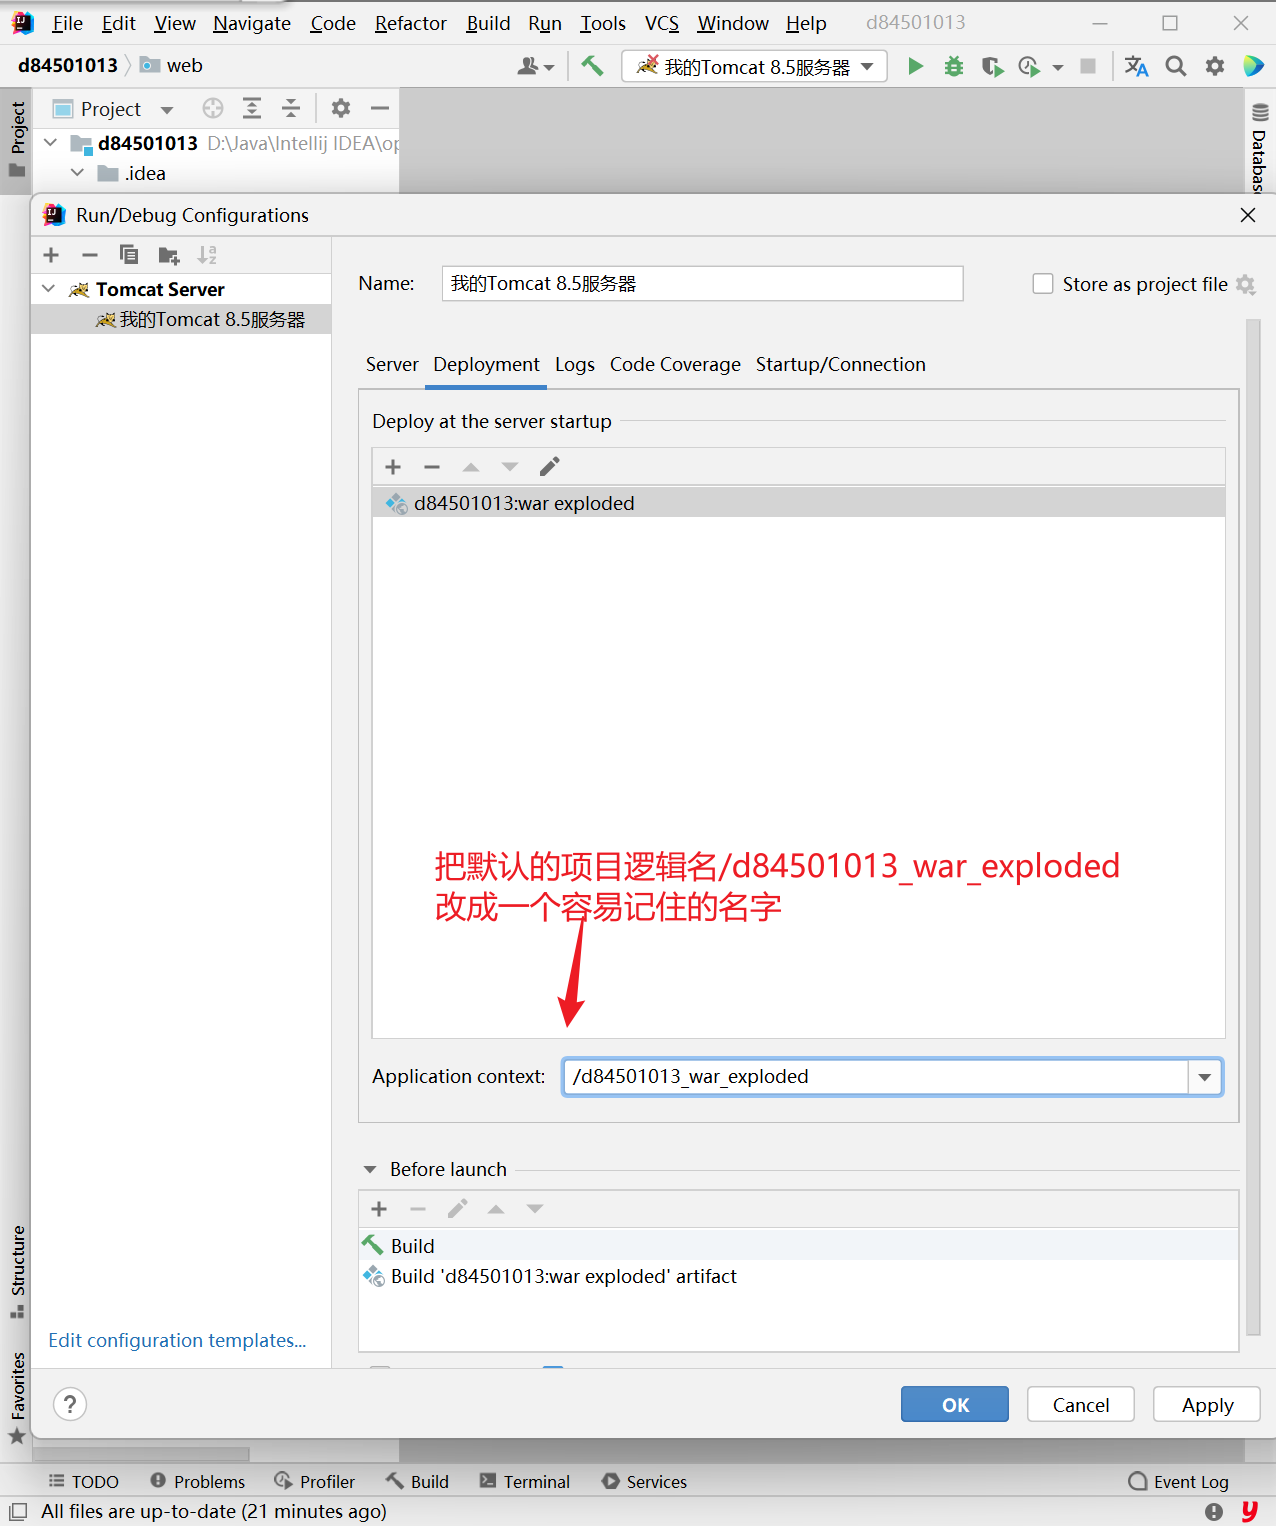 File Edit View Navigate Code Refactor Build Run Tools VCS Window Help d84501013
d84501013 web 我的Tomcat 8.5服务器
Project
Project
d84501013 D:\Java\Intellij IDEA\op
.idea
Database
Run/Debug Configurations
Tomcat Server
我的Tomcat 8.5服务器
Name: 我的Tomcat 8.5服务器 Store as project file
Server Deployment Logs Code Coverage Startup/Connection
Deploy at the server startup
d84501013:war exploded
把默认的项目逻辑名/d84501013_war_exploded
改成一个容易记住的名字
Application context: /d84501013_war_exploded
Before launch
Build
Build 'd84501013:war exploded' artifact
Edit configuration templates...
Structure
Favorites
? OK Cancel Apply
TODO Problems Profiler Build Terminal Services Event Log
All files are up-to-date (21 minutes ago)